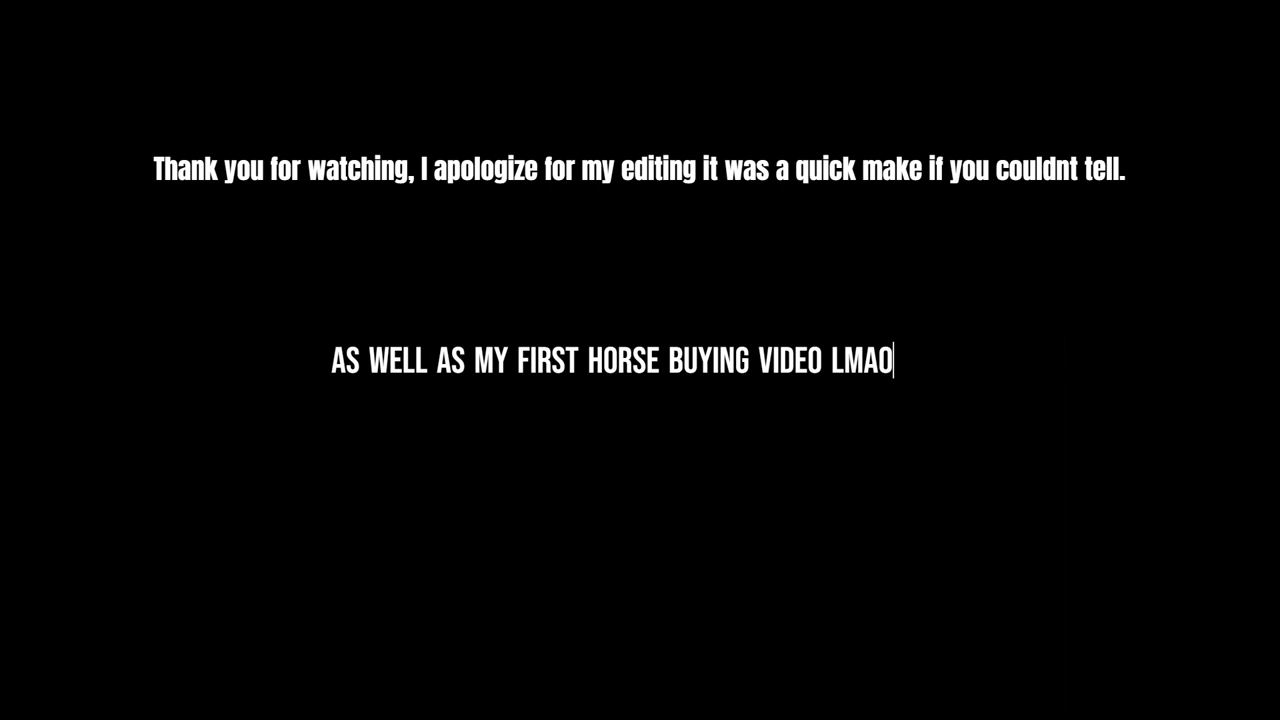 Thank you for watching, I apologize for my editing it was a quick make if you couldnt tell.
AS WELL AS MY FIRST HORSE BUYING VIDEO LMAO